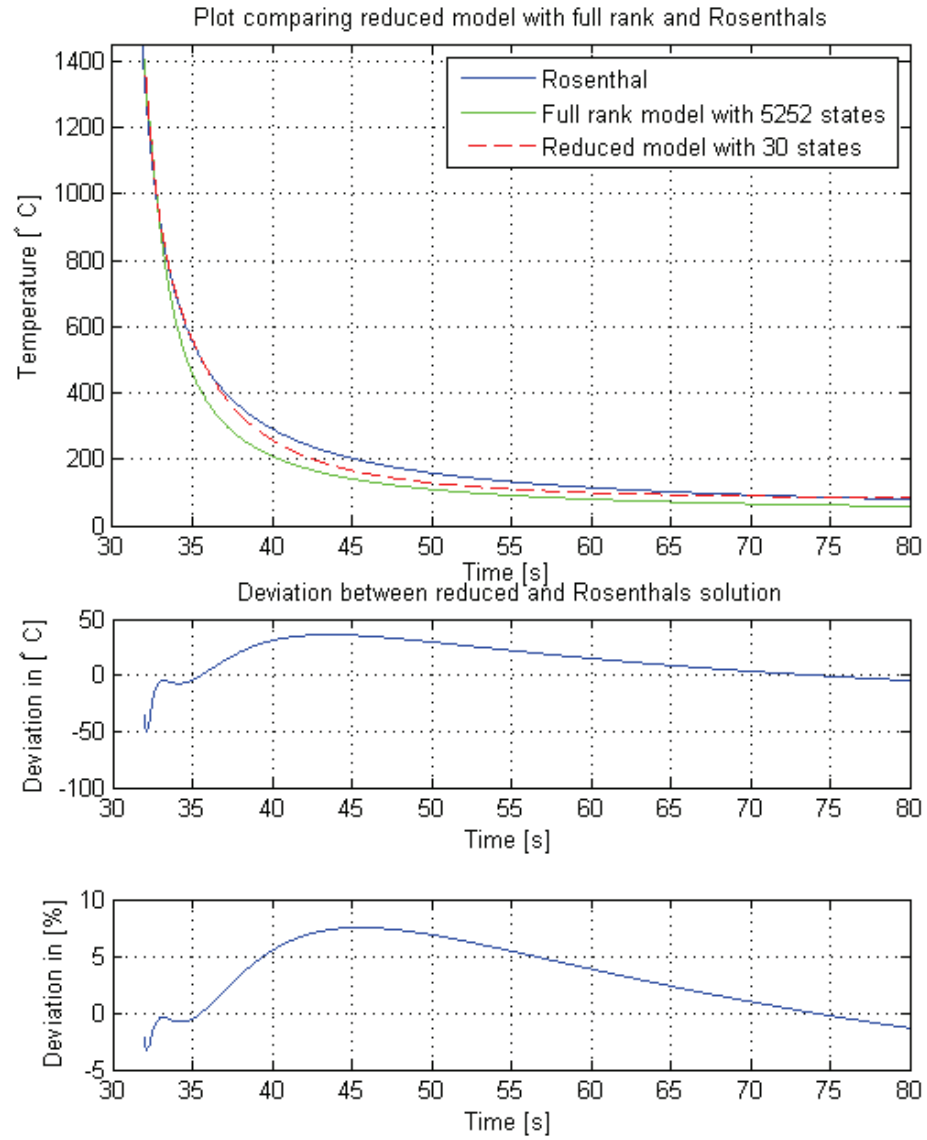 Plot comparing reduced model with full rank and Rosenthals
Temperature [˚ C]
1400
1200
1000
800
600
400
200
0
Rosenthal
Full rank model with 5252 states
Reduced model with 30 states
30 35 40 45 50 55 60 65 70 75 80
Time [s]
Deviation between reduced and Rosenthals solution
Deviation in [˚ C]
50
0
-50
-100
30 35 40 45 50 55 60 65 70 75 80
Time [s]
Deviation in [%]
10
5
0
-5
30 35 40 45 50 55 60 65 70 75 80
Time [s]